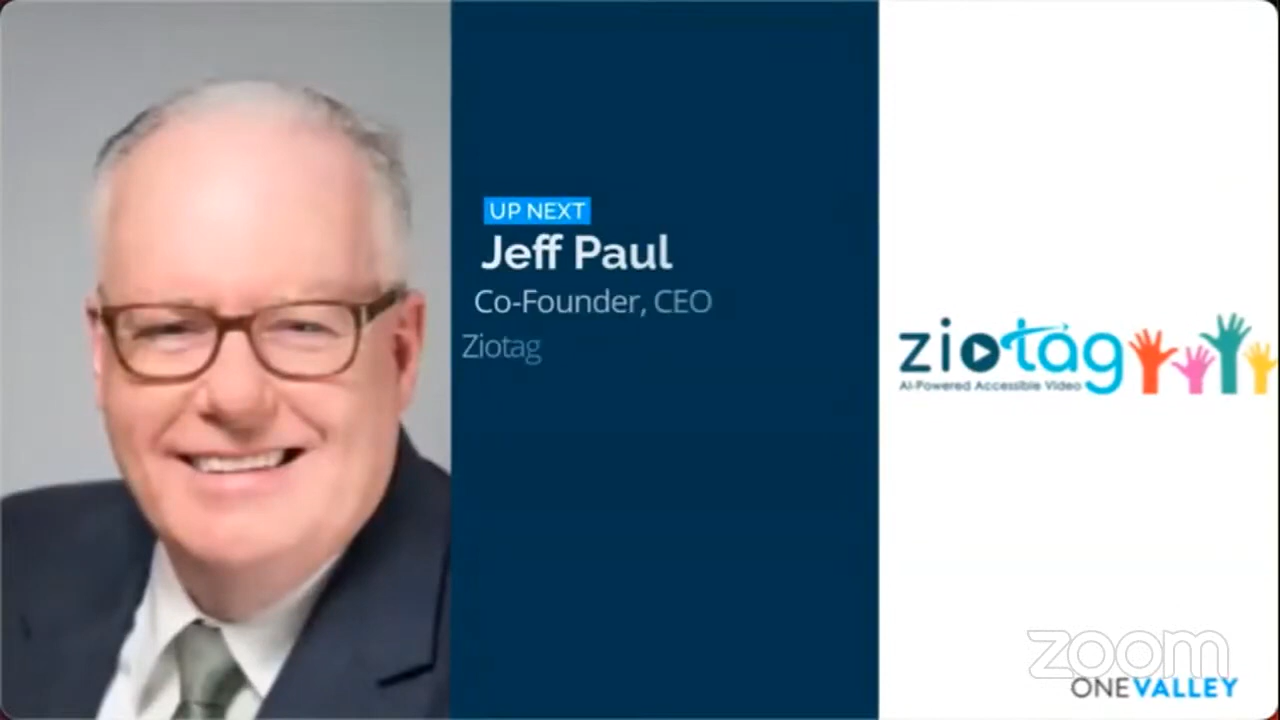 UP NEXT
Jeff Paul
Co-Founder, CEO
Ziotag
ziotag
AI-Powered Accessible Video
zoom
ONEVALLEY